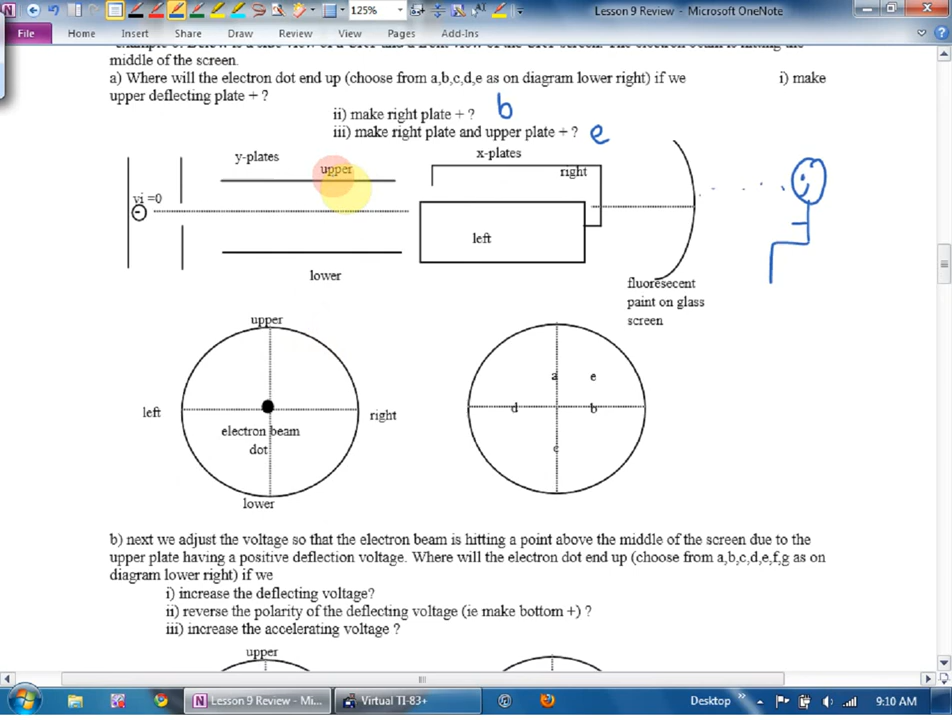 125%
Lesson 9 Review - Microsoft OneNote
File Home Insert Share Draw Review View Pages Add-Ins
middle of the screen.
a) Where will the electron dot end up (choose from a,b,c,d,e as on diagram lower right) if we i) make
upper deflecting plate + ?
ii) make right plate + ? b
iii) make right plate and upper plate + ? e
y-plates x-plates
upper right
vi =0
-
left
lower
fluoresecent
paint on glass
screen
upper
a e
left right d b
electron beam
dot c
lower
b) next we adjust the voltage so that the electron beam is hitting a point above the middle of the screen due to the
upper plate having a positive deflection voltage. Where will the electron dot end up (choose from a,b,c,d,e,f,g as on
diagram lower right) if we
i) increase the deflecting voltage?
ii) reverse the polarity of the deflecting voltage (ie make bottom +) ?
iii) increase the accelerating voltage ?
upper
Lesson 9 Review - Mi... Virtual TI-83+ Desktop 9:10 AM